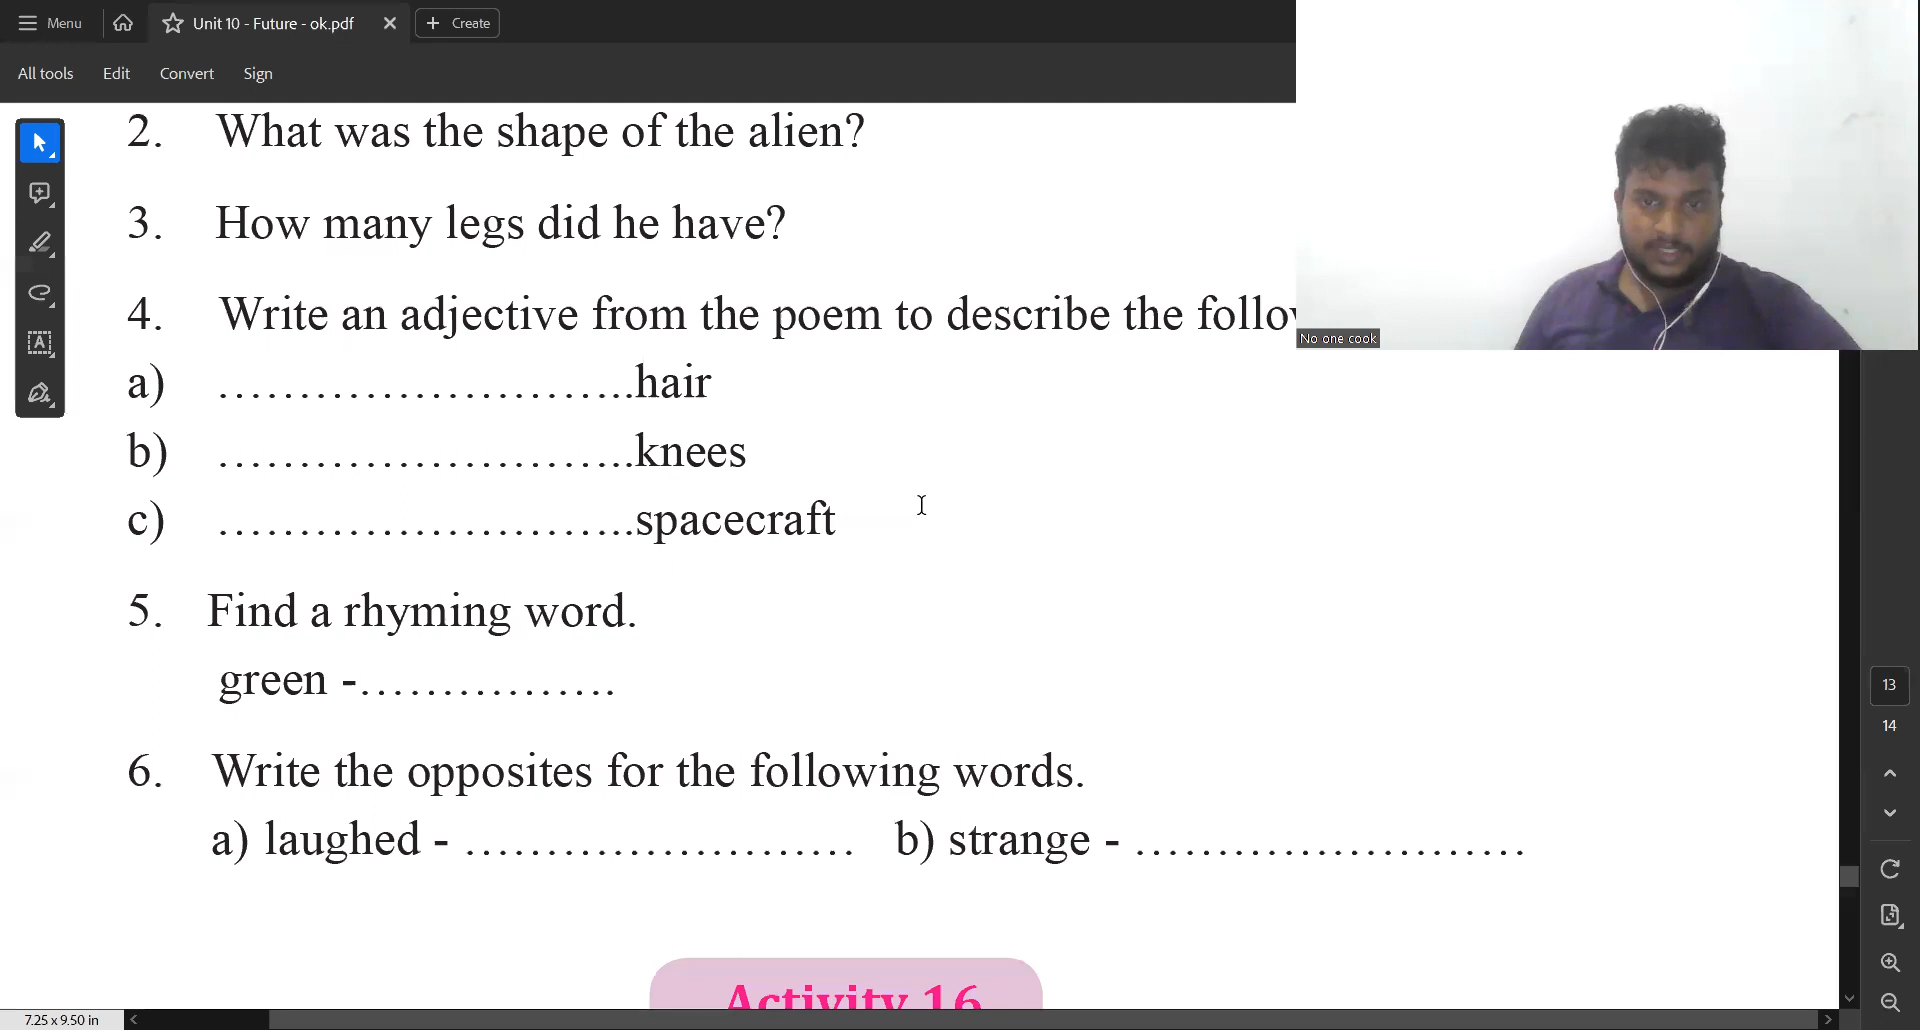 Menu
Unit 10 - Future - ok.pdf
Create
All tools Edit Convert Sign
2. What was the shape of the alien?
3. How many legs did he have?
4. Write an adjective from the poem to describe the
No one cook
a) ..........................hair
b) ..........................knees
c) ..........................spacecraft
5. Find a rhyming word.
green -................
6. Write the opposites for the following words.
a) laughed - ........................ b) strange - ........................
Activity 16
13
14
7.25 x 9.50 in